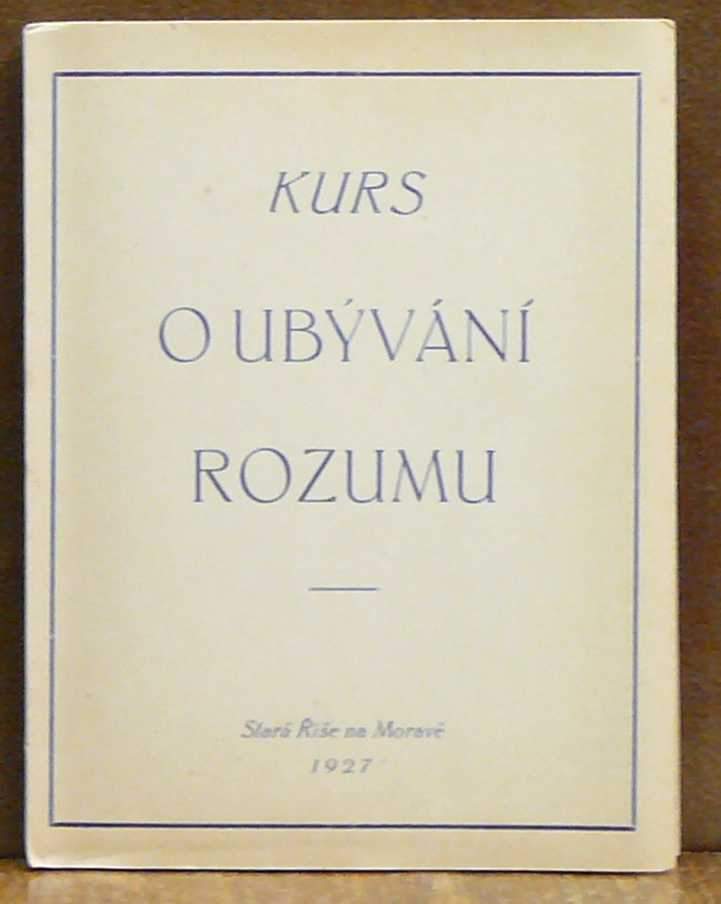 KURS
O UBÝVÁNÍ
ROZUMU
Stará Říše na Moravě
1927